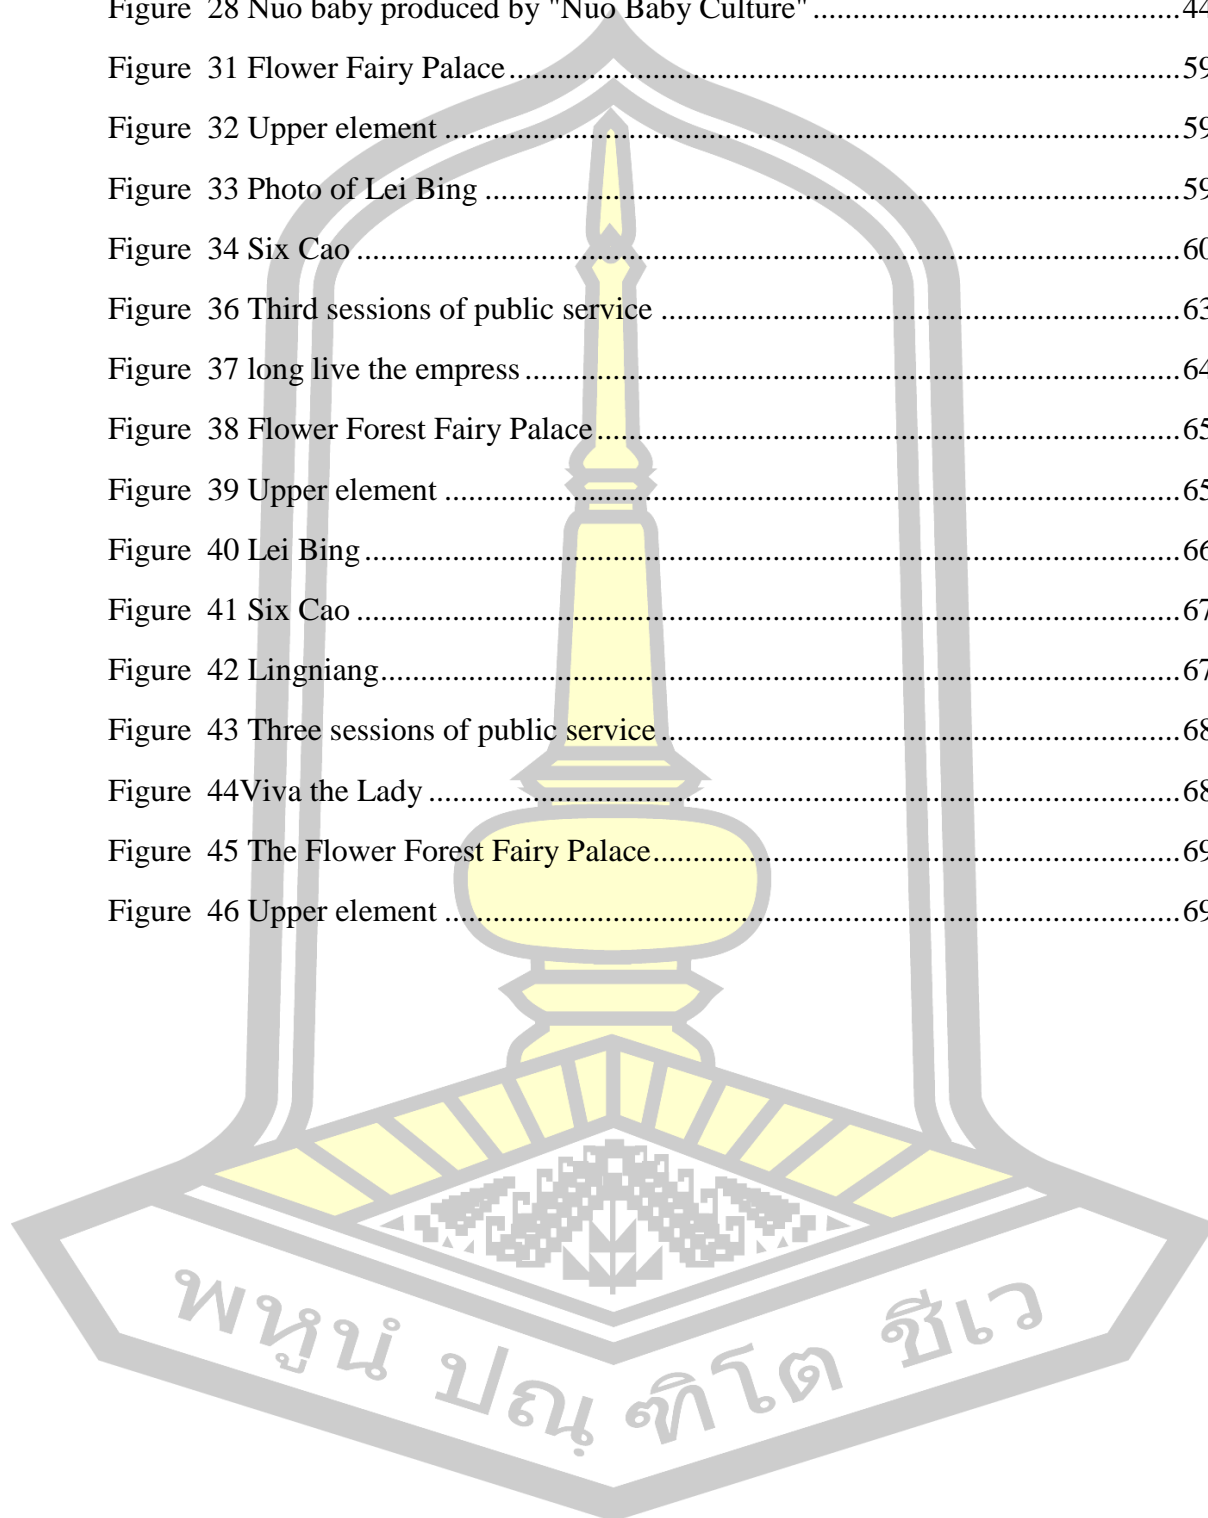 Figure 28 Nuo baby produced by "Nuo Baby Culture" 44
Figure 31 Flower Fairy Palace 59
Figure 32 Upper element 59
Figure 33 Photo of Lei Bing 59
Figure 34 Six Cao 60
Figure 36 Third sessions of public service 63
Figure 37 long live the empress 64
Figure 38 Flower Forest Fairy Palace 65
Figure 39 Upper element 65
Figure 40 Lei Bing 66
Figure 41 Six Cao 67
Figure 42 Lingniang 67
Figure 43 Three sessions of public service 68
Figure 44Viva the Lady 68
Figure 45 The Flower Forest Fairy Palace 69
Figure 46 Upper element 69
พหูนํ ปณฺฑิโต ชีเว